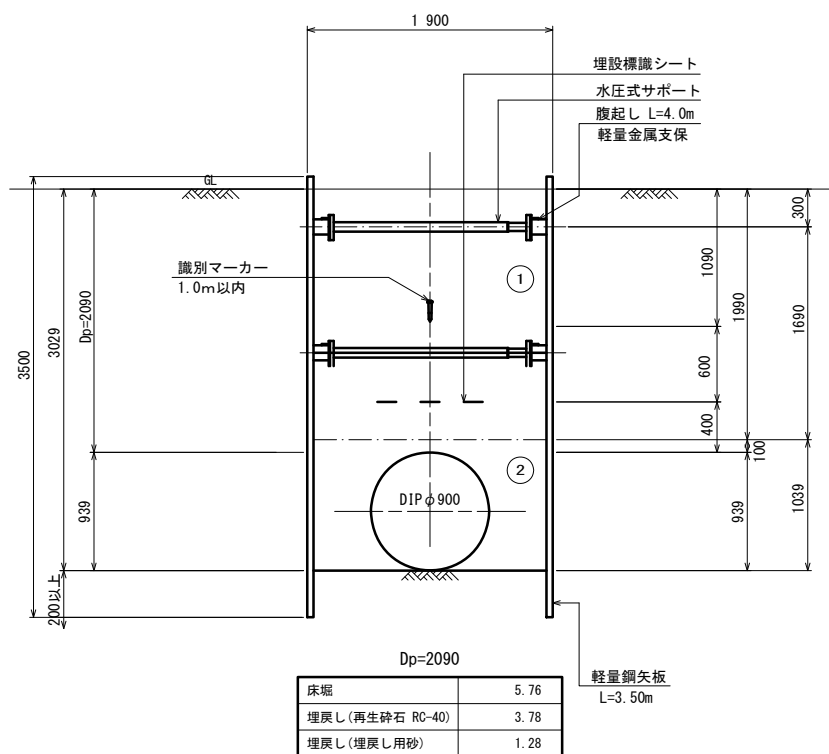 1 900
埋設標識シート
水圧式サポート
腹起し L=4.0m
軽量金属支保
GL
識別マーカー
1.0m以内
①
②
DIPφ900
3500
3029
200以上
Dp=2090
939
1090
600
400
1990
100
939
300
1690
1039
軽量鋼矢板
L=3.50m
Dp=2090
床堀 5.76
埋戻し(再生砕石 RC-40) 3.78
埋戻し(埋戻し用砂) 1.28